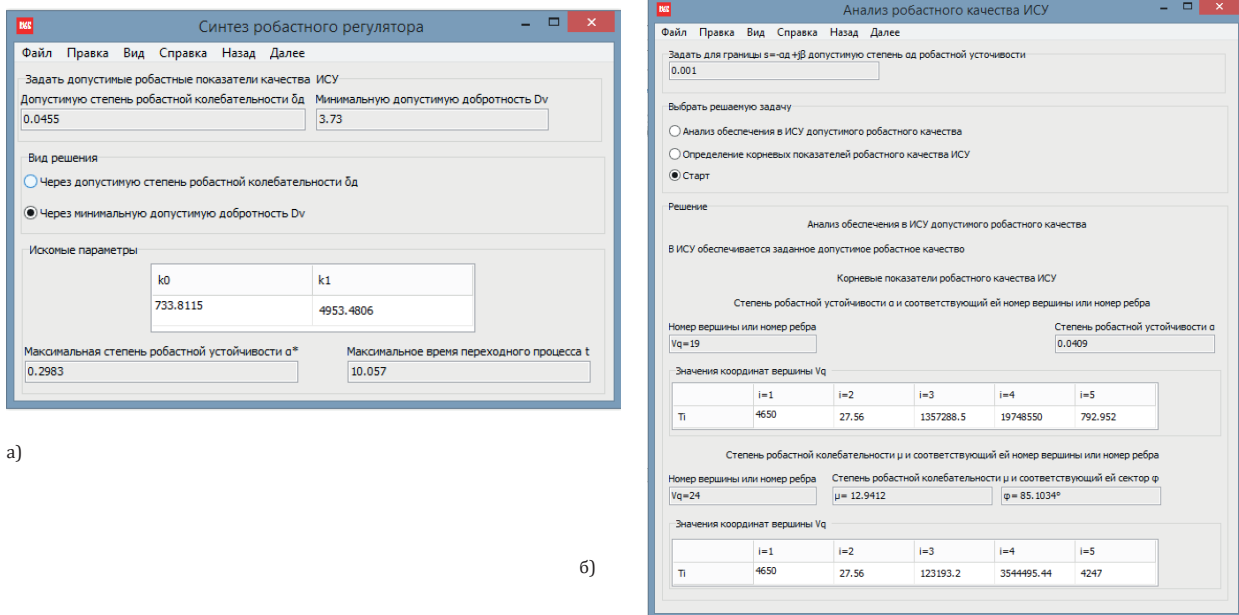 Синтез робастного регулятора
Файл Правка Вид Справка Назад Далее
Задать допустимые робастные показатели качества ИСУ
Допустимую степень робастной колебательности δд Минимальную допустимую добротность Dv
0.0455 3.73
Вид решения
Через допустимую степень робастной колебательности δд
Через минимальную допустимую добротность Dv
Искомые параметры
k0 k1
733.8115 4953.4806
Максимальная степень робастной устойчивости α* Максимальное время переходного процесса t
0.2983 10.057
а)
Анализ робастного качества ИСУ
Файл Правка Вид Справка Назад Далее
Задать для границы s=-αд+jβ допустимую степень αд робастной усточивости
0.001
Выбрать решаемую задачу
Анализ обеспечения в ИСУ допустимого робастного качества
Определение корневых показателей робастного качества ИСУ
Старт
Решение
Анализ обеспечения в ИСУ допустимого робастного качества
В ИСУ обеспечивается заданное допустимое робастное качество
Корневые показатели робастного качества ИСУ
Степень робастной устойчивости α и соответствующий ей номер вершины или номер ребра
Номер вершины или номер ребра Степень робастной устойчивости α
Vq=19 0.0409
Значения координат вершины Vq
i=1 i=2 i=3 i=4 i=5
Ti 4650 27.56 1357288.5 19748550 792.952
Степень робастной колебательности μ и соответствующий ей номер вершины или номер ребра
Номер вершины или номер ребра Степень робастной колебательности μ и соответствующий ей сектор φ
Vq=24 μ= 12.9412 φ= 85.1034°
Значения координат вершины Vq
i=1 i=2 i=3 i=4 i=5
Ti 4650 27.56 123193.2 3544495.44 4247
б)